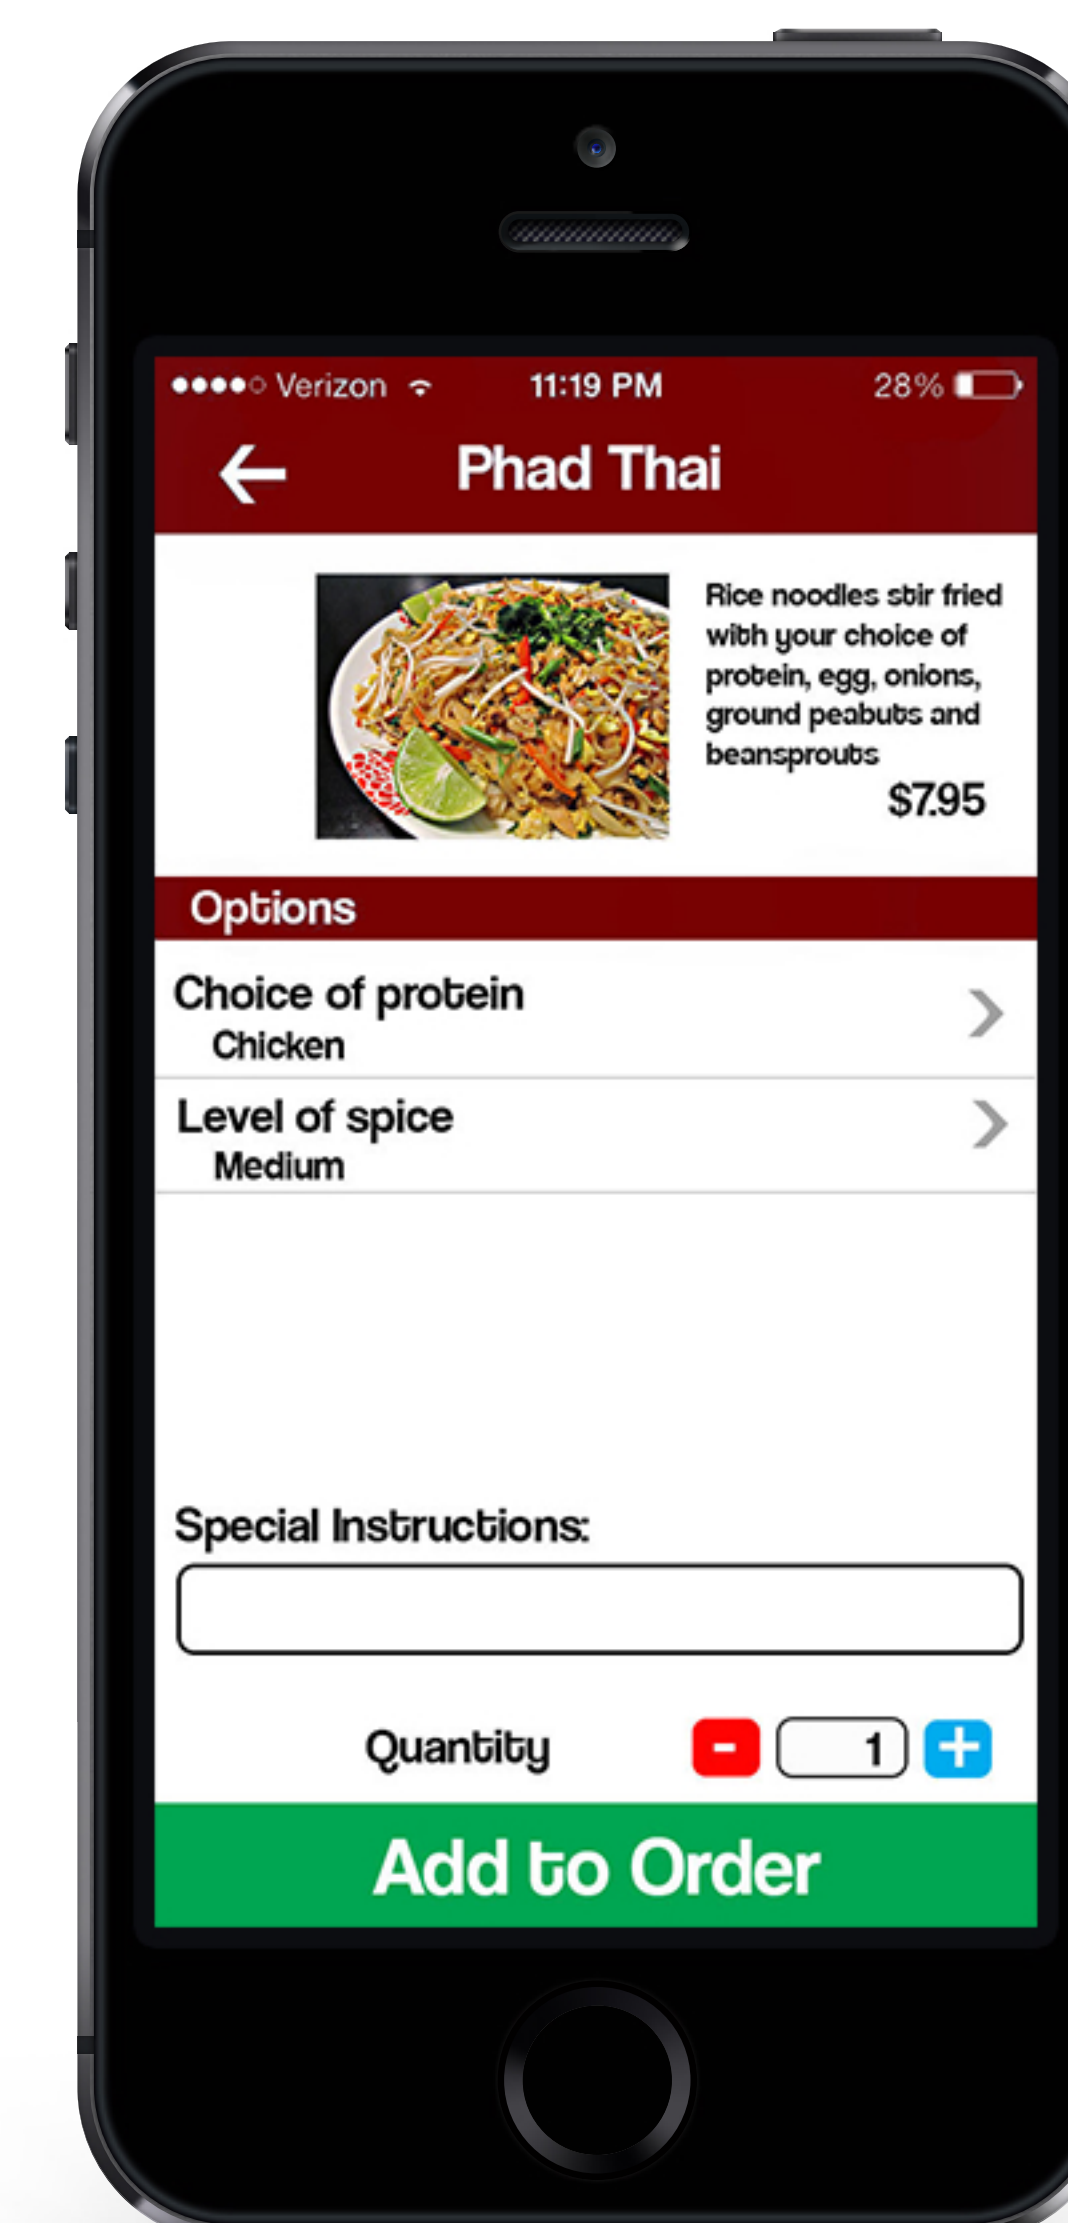 Verizon 11:19 PM 28%
Phad Thai
Rice noodles stir fried
with your choice of
protein, egg, onions,
ground peabuts and
beansprouts
$7.95
Options
Choice of protein
Chicken
Level of spice
Medium
Special Instructions:
Quantity - 1 +
Add to Order